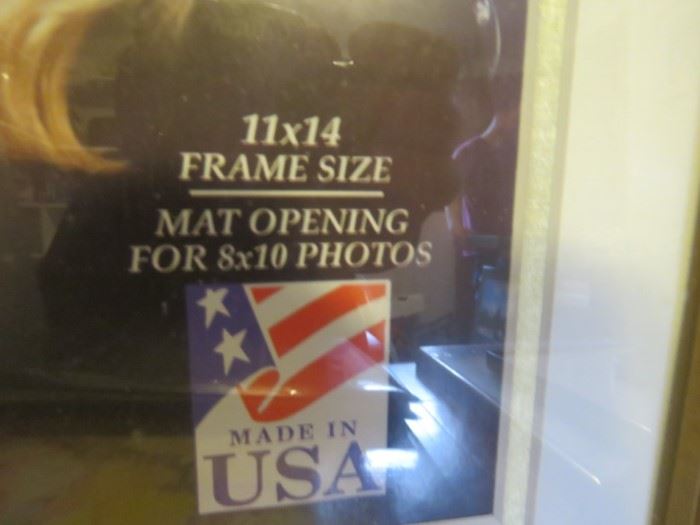 11x14
FRAME SIZE
MAT OPENING
FOR 8x10 PHOTOS
MADE IN
USA